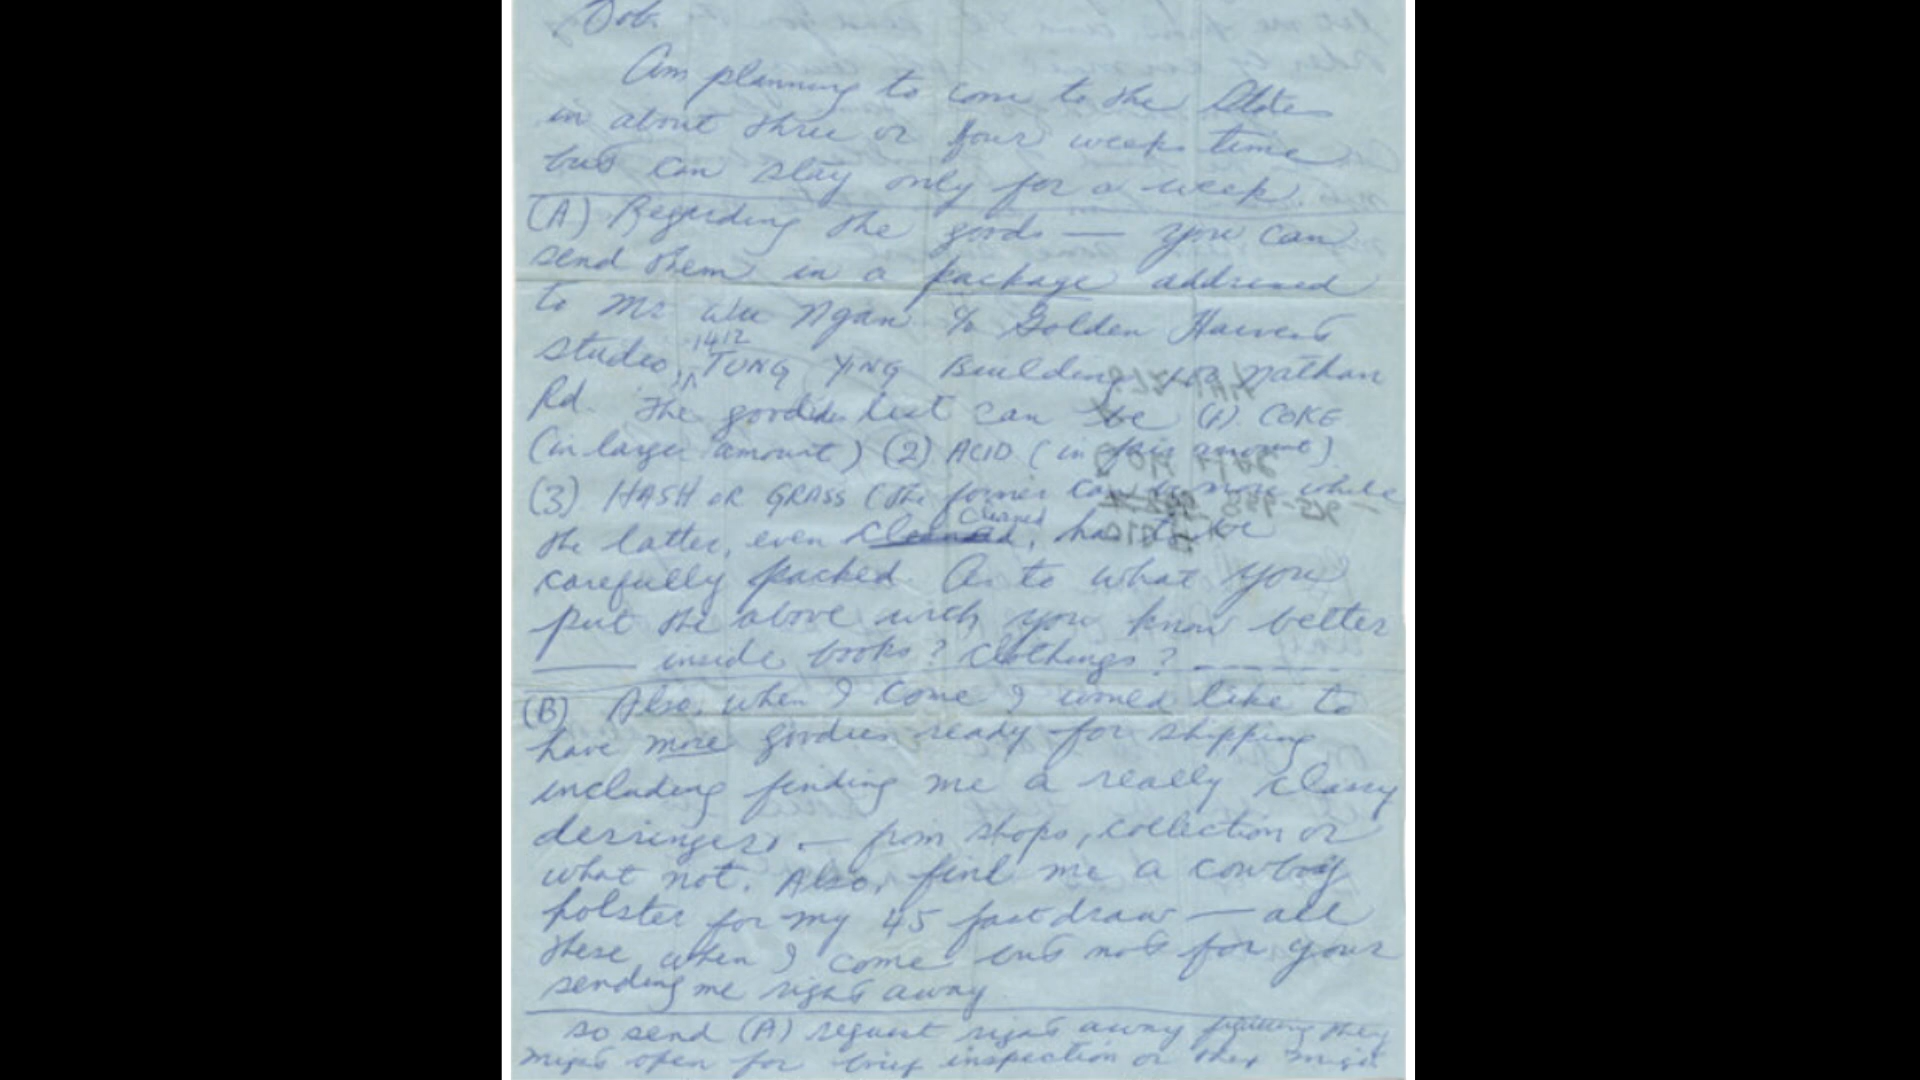 Bob.
Am planning to come to the States
in about three or four weeks time
but can stay only for a week.
(A) Regarding the goods — you can
send them in a package addressed
to Mr Wu Ngan c/o Golden Harvest
studio, 1412 TUNG YING Building, Nathan
Rd. The goodies list can be (1). COKE
(in larger amount) (2) ACID (in fair amount)
(3) HASH OR GRASS (the former can be more while
the latter, even cleaned, has to be
carefully packed. As to what you
put the above with you know better
— inside books? Clothings? ------
(B) Also, when I come I would like to
have more goodies ready for shipping
including finding me a really classy
derringers. — from shops, collection or
what not. Also, find me a cowboy
holster for my 45 fast draw — all
these when I come but not for your
sending me right away
so send (A) request right away figuring they
might open for brief inspection or they might